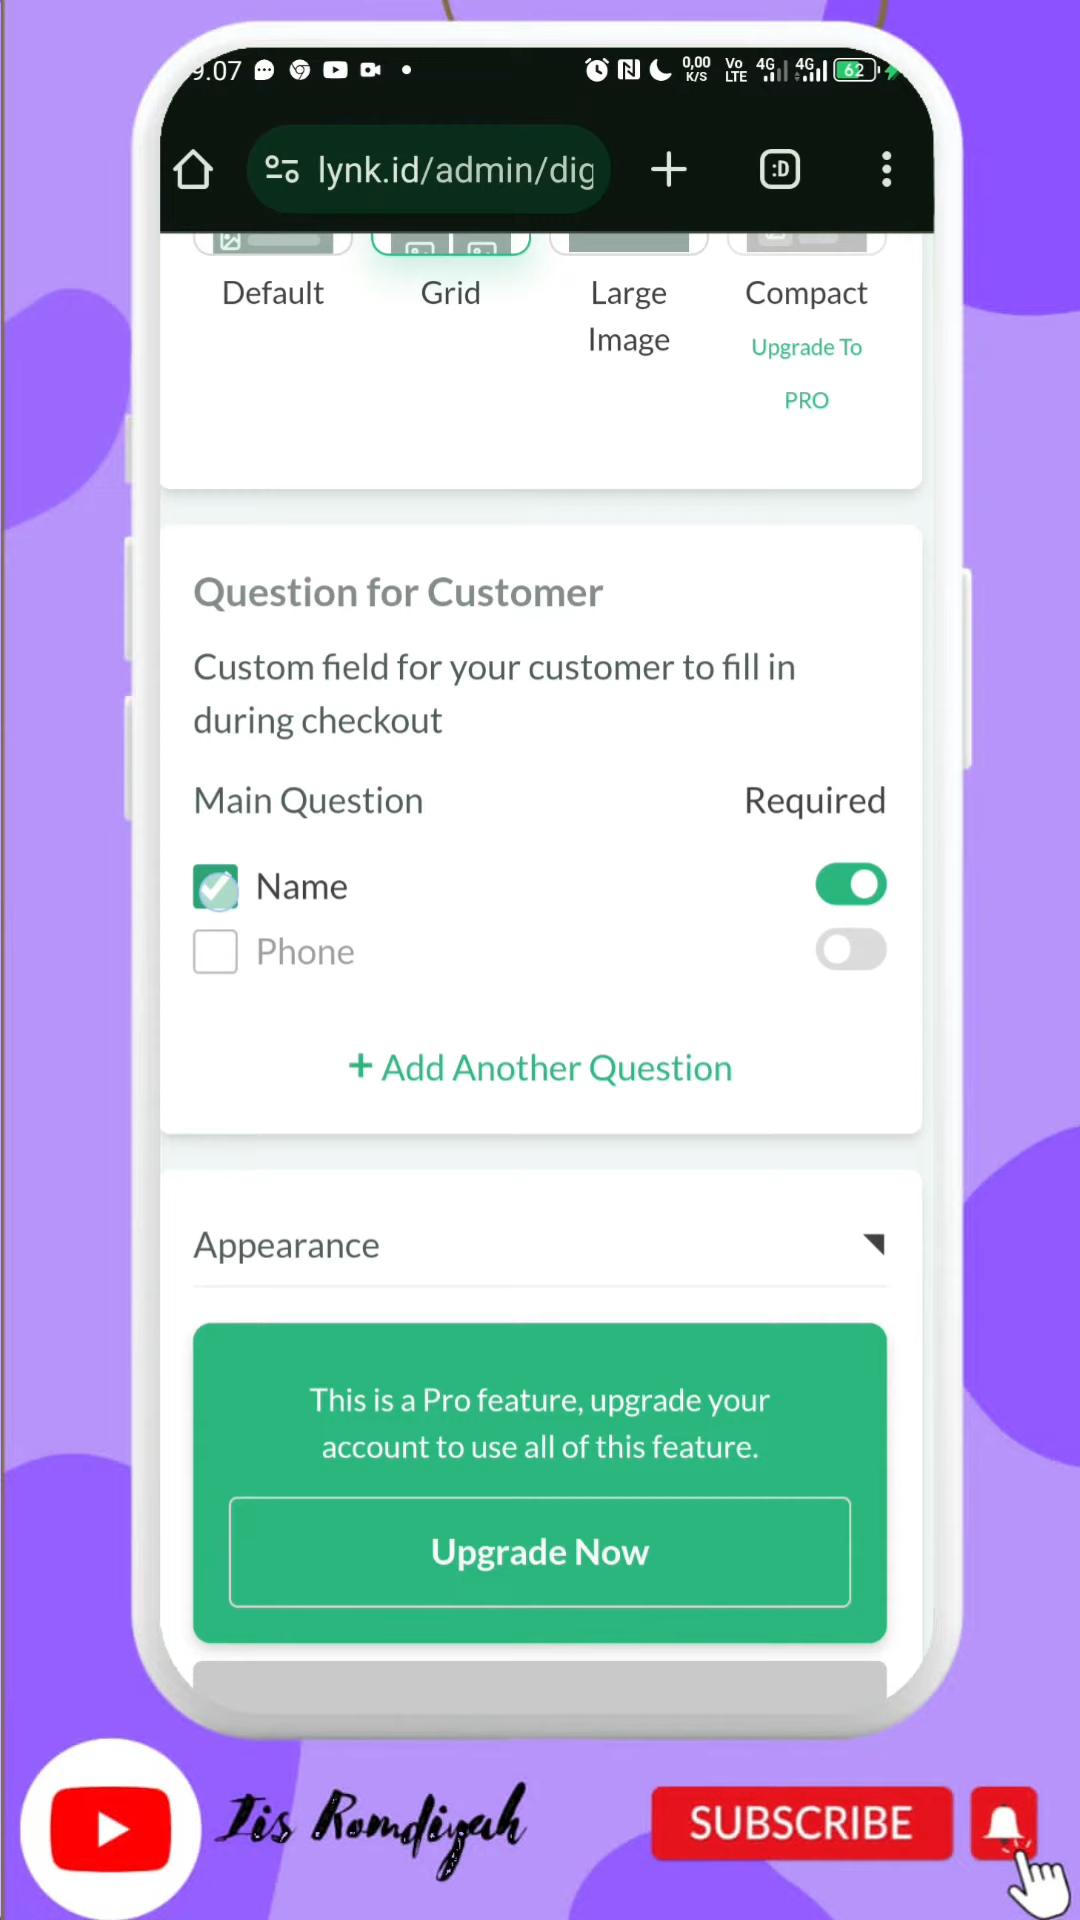 9.07
0,00
K/S
Vo
LTE
4G
4G
62
lynk.id/admin/dig
:D
Default
Grid
Large
Image
Compact
Upgrade To
PRO
Question for Customer
Custom field for your customer to fill in
during checkout
Main Question
Required
Name
Phone
+ Add Another Question
Appearance
This is a Pro feature, upgrade your
account to use all of this feature.
Upgrade Now
Iis Romdiyah
SUBSCRIBE